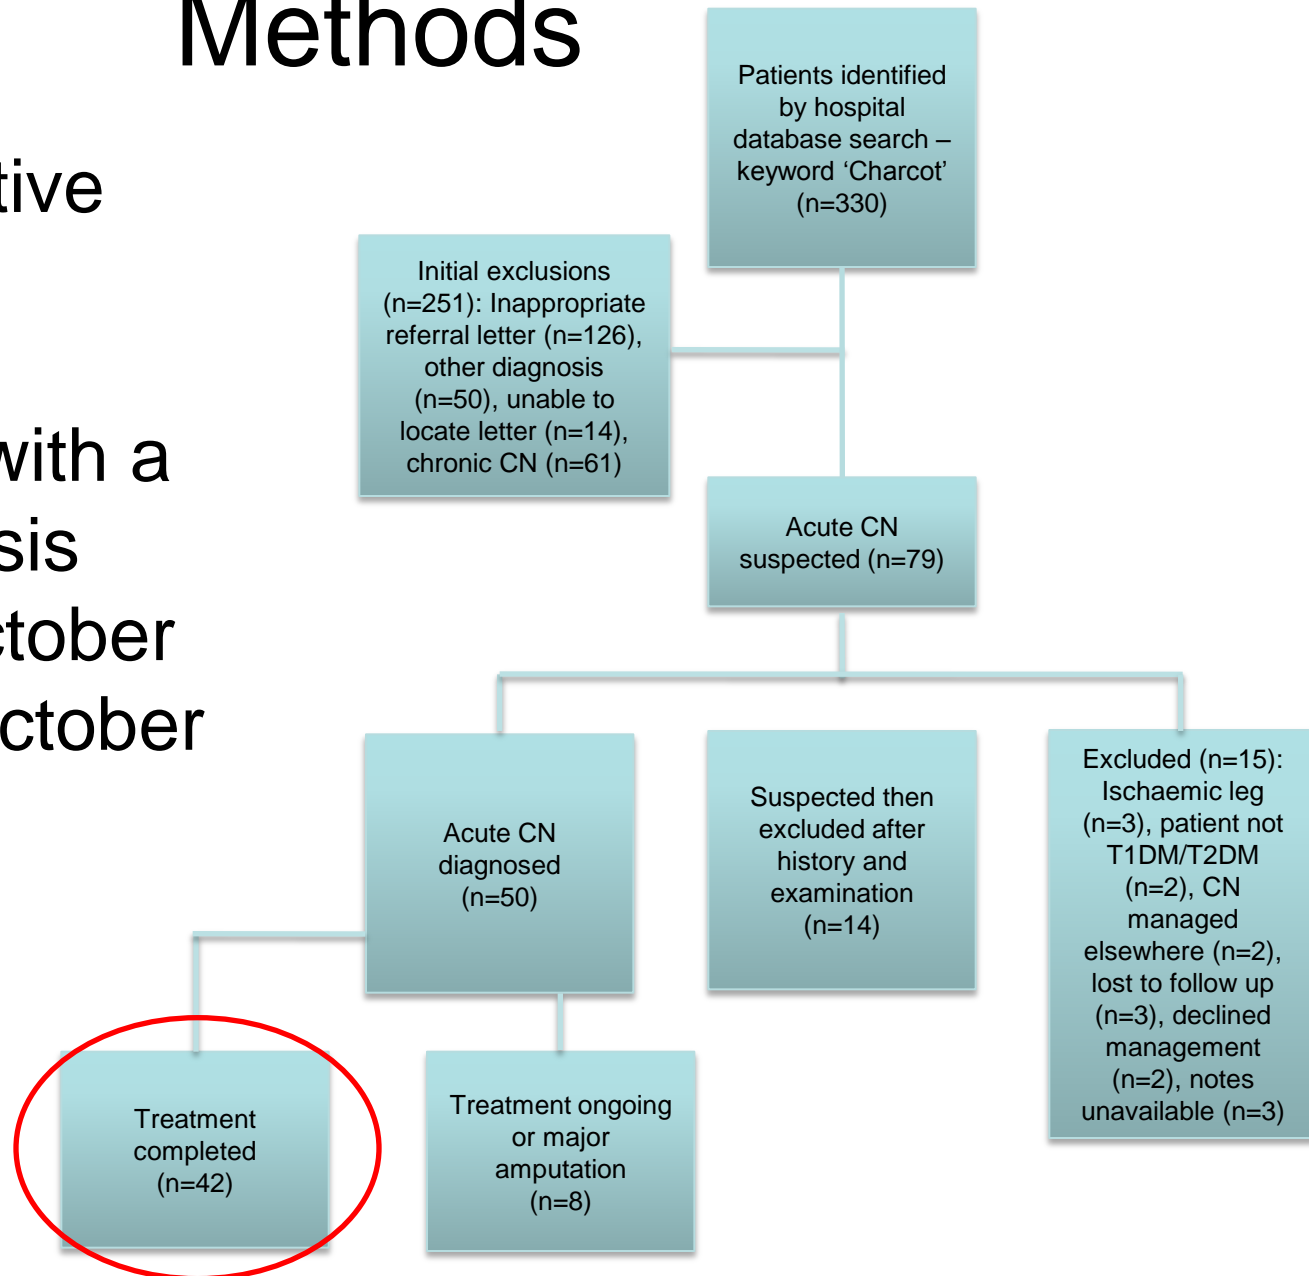 Methods
tive
with a
sis
ctober
ctober
Patients identified
by hospital
database search –
keyword ‘Charcot’
(n=330)
Initial exclusions
(n=251): Inappropriate
referral letter (n=126),
other diagnosis
(n=50), unable to
locate letter (n=14),
chronic CN (n=61)
Acute CN
suspected (n=79)
Acute CN
diagnosed
(n=50)
Suspected then
excluded after
history and
examination
(n=14)
Excluded (n=15):
Ischaemic leg
(n=3), patient not
T1DM/T2DM
(n=2), CN
managed
elsewhere (n=2),
lost to follow up
(n=3), declined
management
(n=2), notes
unavailable (n=3)
Treatment
completed
(n=42)
Treatment ongoing
or major
amputation
(n=8)